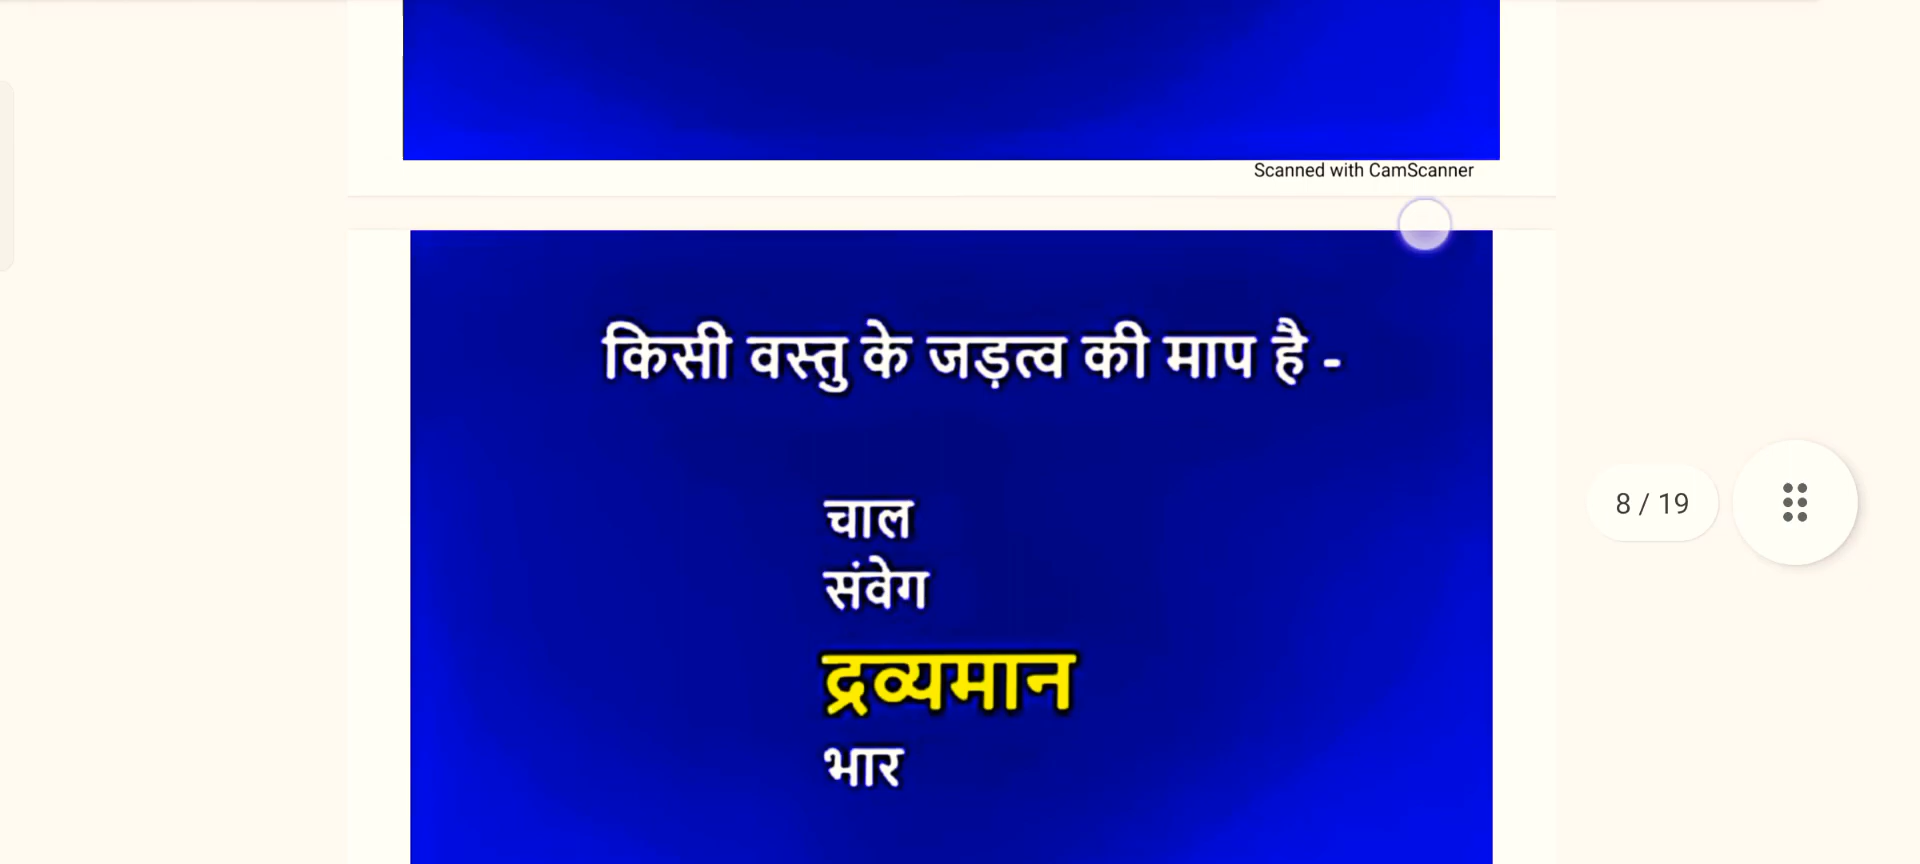 Scanned with CamScanner
किसी वस्तु के जड़त्व की माप है -
चाल
संवेग
8 / 19
द्रव्यमान
भार